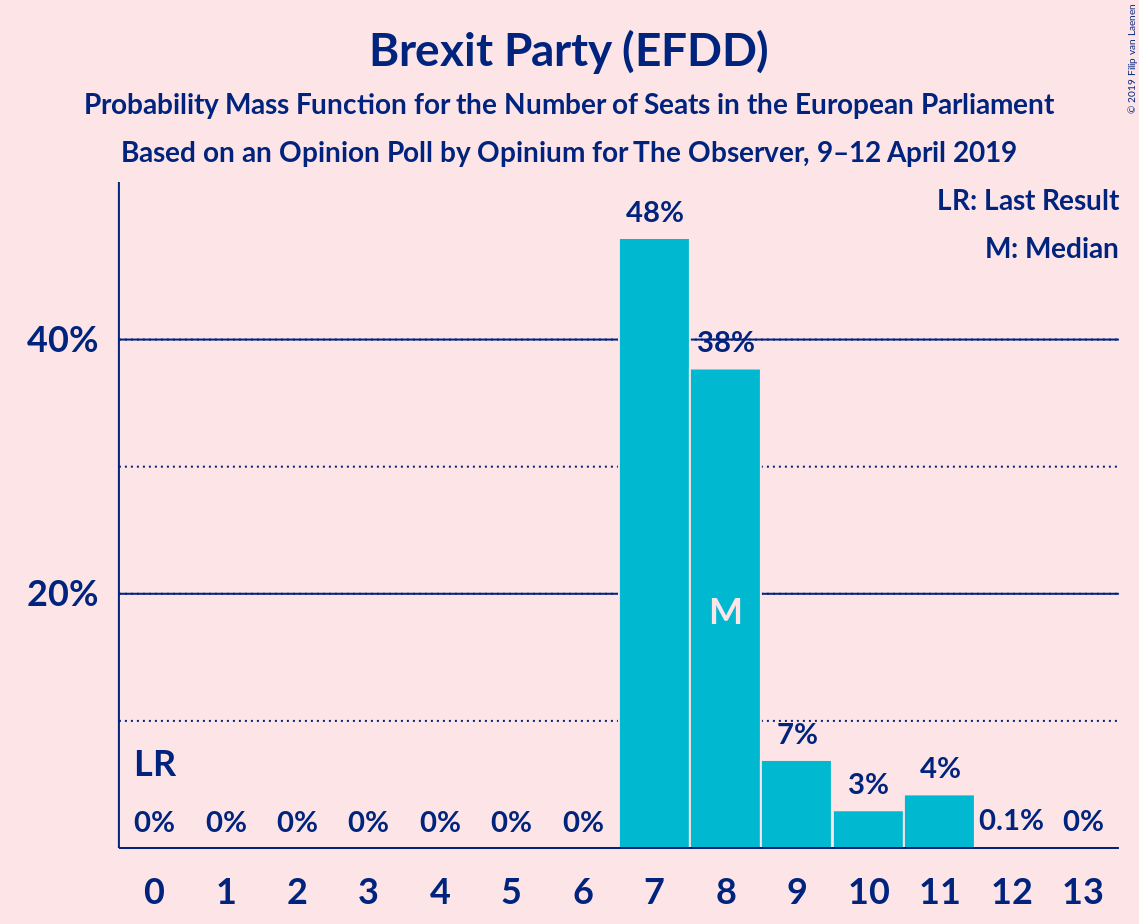 Brexit Party (EFDD)
Probability Mass Function for the Number of Seats in the European Parliament
Based on an Opinion Poll by Opinium for The Observer, 9–12 April 2019
© 2019 Filip van Laenen
LR: Last Result
M: Median
48%
40%
38%
20%
M
7%
LR
4%
3%
0% 0% 0% 0% 0% 0% 0% 0.1% 0%
0 1 2 3 4 5 6 7 8 9 10 11 12 13